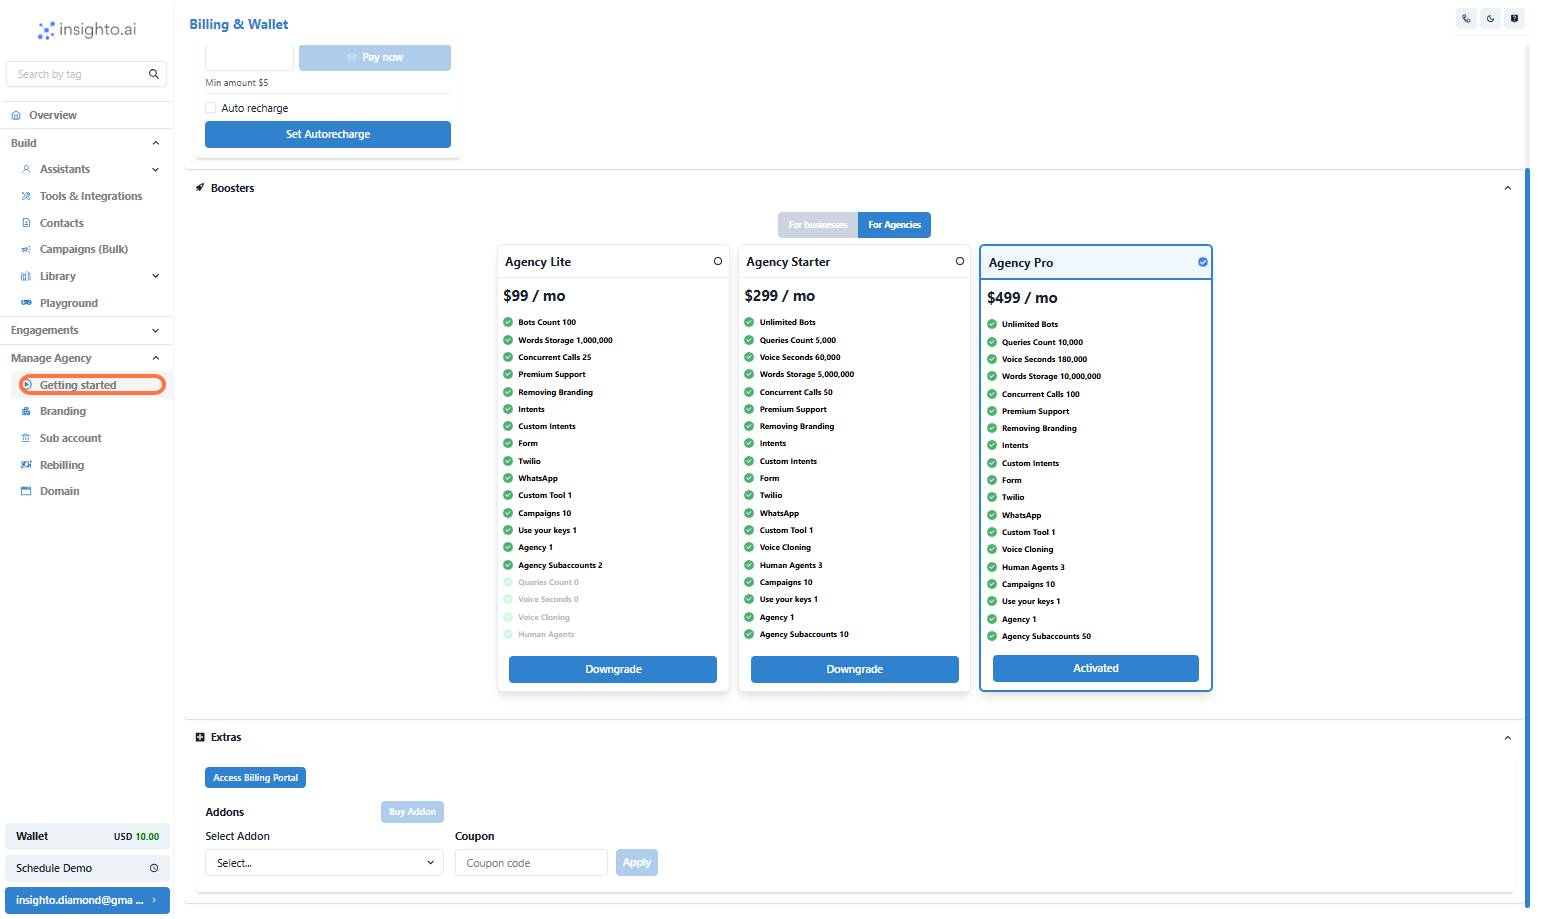 insighto.ai
Billing & Wallet
Search by tag
Overview
Build
Assistants
Tools & Integrations
Contacts
Campaigns (Bulk)
Library
Playground
Engagements
Manage Agency
Getting started
Branding
Sub account
Rebilling
Domain
Wallet USD 10.00
Schedule Demo
insighto.diamond@gma ...
Pay now
Min amount $5
Auto recharge
Set Autorecharge
Boosters
For businesses For Agencies
Agency Lite
$99 / mo
Bots Count 100
Words Storage 1,000,000
Concurrent Calls 25
Premium Support
Removing Branding
Intents
Custom Intents
Form
Twilio
WhatsApp
Custom Tool 1
Campaigns 10
Use your keys 1
Agency 1
Agency Subaccounts 2
Queries Count 0
Voice Seconds 0
Voice Cloning
Human Agents
Downgrade
Agency Starter
$299 / mo
Unlimited Bots
Queries Count 5,000
Voice Seconds 60,000
Words Storage 5,000,000
Concurrent Calls 50
Premium Support
Removing Branding
Intents
Custom Intents
Form
Twilio
WhatsApp
Custom Tool 1
Voice Cloning
Human Agents 3
Campaigns 10
Use your keys 1
Agency 1
Agency Subaccounts 10
Downgrade
Agency Pro
$499 / mo
Unlimited Bots
Queries Count 10,000
Voice Seconds 180,000
Words Storage 10,000,000
Concurrent Calls 100
Premium Support
Removing Branding
Intents
Custom Intents
Form
Twilio
WhatsApp
Custom Tool 1
Voice Cloning
Human Agents 3
Campaigns 10
Use your keys 1
Agency 1
Agency Subaccounts 50
Activated
Extras
Access Billing Portal
Addons Buy Addon
Select Addon Coupon
Select... Coupon code Apply